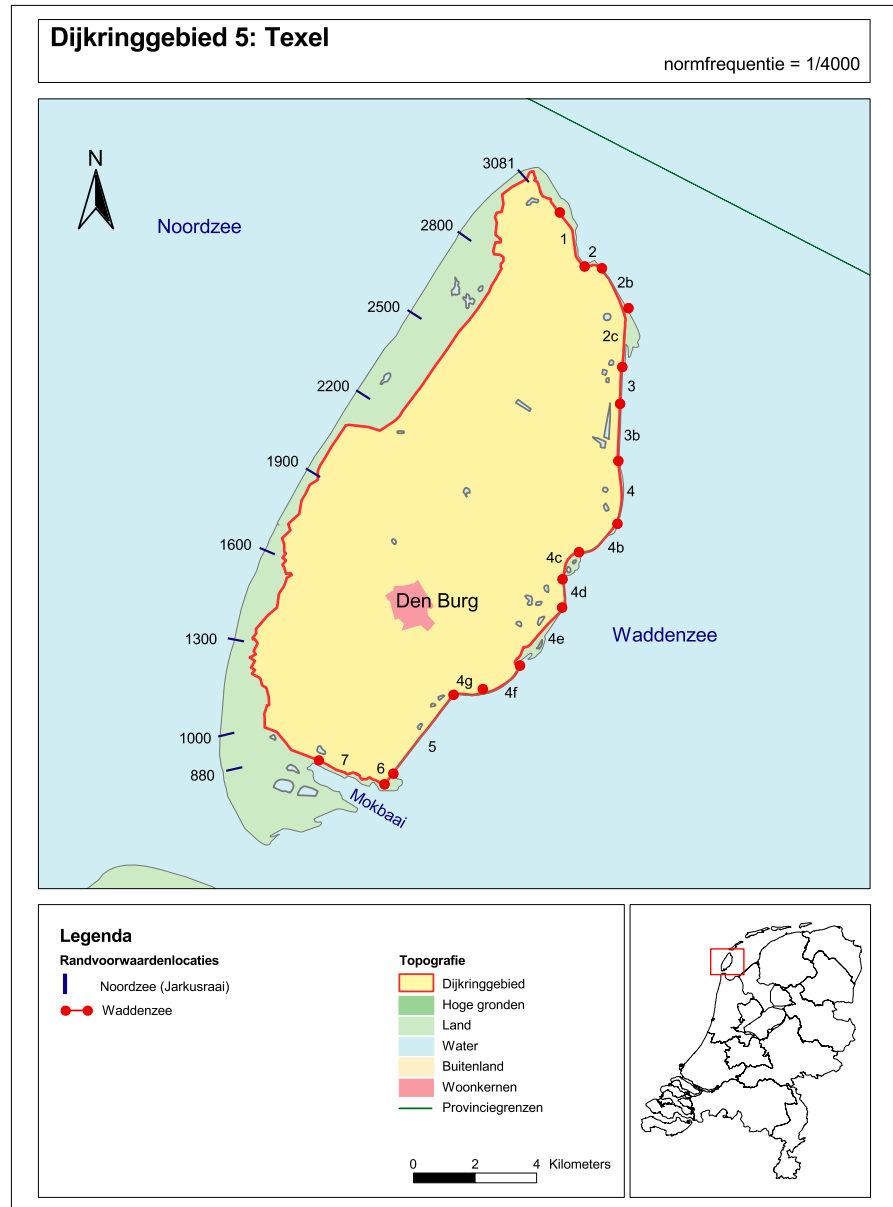 Dijkringgebied 5: Texel
normfrequentie = 1/4000
N
Noordzee
3081
2800
2500
2200
1900
1600
1300
1000
880
1
2
2b
2c
3
3b
4
4b
4c
4d
4e
4f
4g
5
6
7
Den Burg
Waddenzee
Mokbaai
Legenda
Randvoorwaardenlocaties
Noordzee (Jarkusraai)
Waddenzee
Topografie
Dijkringgebied
Hoge gronden
Land
Water
Buitenland
Woonkernen
Provinciegrenzen
0 2 4 Kilometers